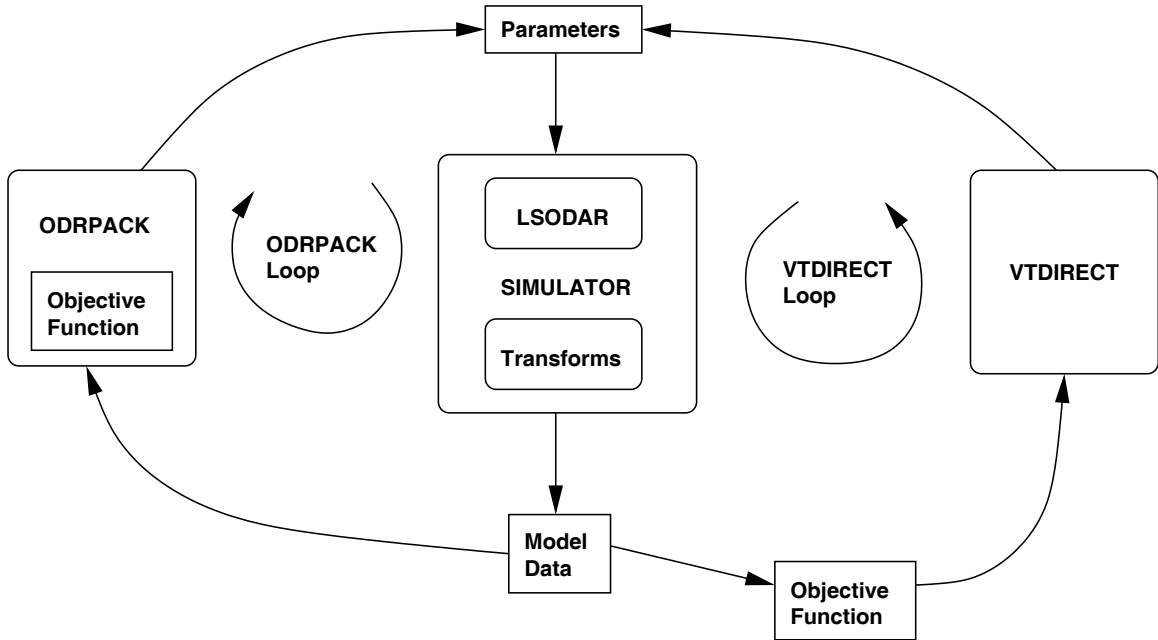 Parameters
ODRPACK
Objective
Function
ODRPACK
Loop
LSODAR
SIMULATOR
Transforms
VTDIRECT
Loop
VTDIRECT
Model
Data
Objective
Function